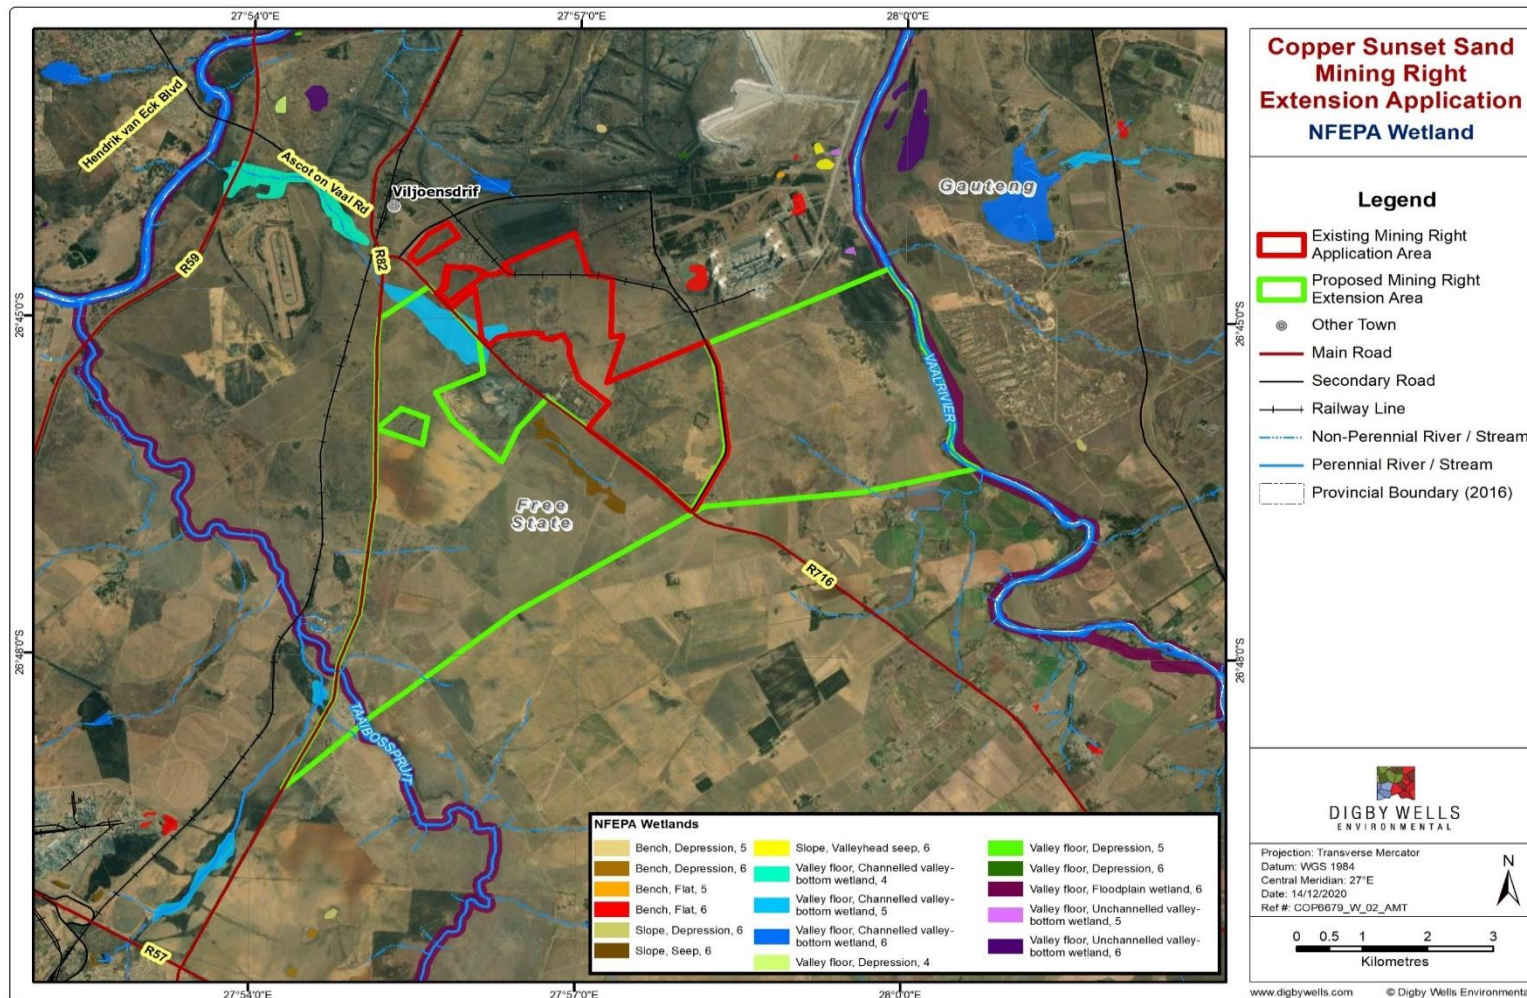 27°54'0"E
27°57'0"E
28°0'0"E
Copper Sunset Sand
Mining Right
Extension Application
NFEPA Wetland
Legend
Existing Mining Right
Application Area
Proposed Mining Right
Extension Area
Other Town
Main Road
Secondary Road
Railway Line
Non-Perennial River / Stream
Perennial River / Stream
Provincial Boundary (2016)
Hendrik van Eck Blvd
Ascot on Vaal Rd
Viljoensdrif
Gauteng
R59
R82
26°45'0"S
26°45'0"S
VAALRIVIER
Free
State
R716
26°48'0"S
26°48'0"S
TAAIBOSSPRUIT
R57
NFEPA Wetlands
Bench, Depression, 5
Bench, Depression, 6
Bench, Flat, 5
Bench, Flat, 6
Slope, Depression, 6
Slope, Seep, 6
Slope, Valleyhead seep, 6
Valley floor, Channelled valley-
bottom wetland, 4
Valley floor, Channelled valley-
bottom wetland, 5
Valley floor, Channelled valley-
bottom wetland, 6
Valley floor, Depression, 4
Valley floor, Depression, 5
Valley floor, Depression, 6
Valley floor, Floodplain wetland, 6
Valley floor, Unchannelled valley-
bottom wetland, 5
Valley floor, Unchannelled valley-
bottom wetland, 6
DIGBY WELLS
ENVIRONMENTAL
Projection: Transverse Mercator
Datum: WGS 1984
Central Meridian: 27°E
Date: 14/12/2020
Ref #: COP6679_W_02_AMT
N
0 0.5 1 2 3
Kilometres
27°54'0"E
27°57'0"E
28°0'0"E
www.digbywells.com
© Digby Wells Environmenta